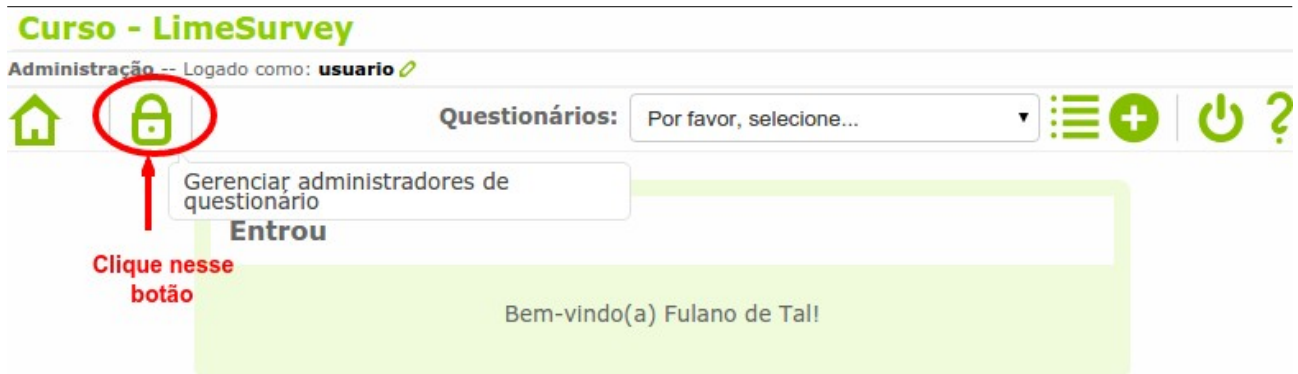 Curso - LimeSurvey
Administração -- Logado como: usuario
Questionários:
Por favor, selecione...
Gerenciar administradores de
questionário
Entrou
Clique nesse
botão
Bem-vindo(a) Fulano de Tal!